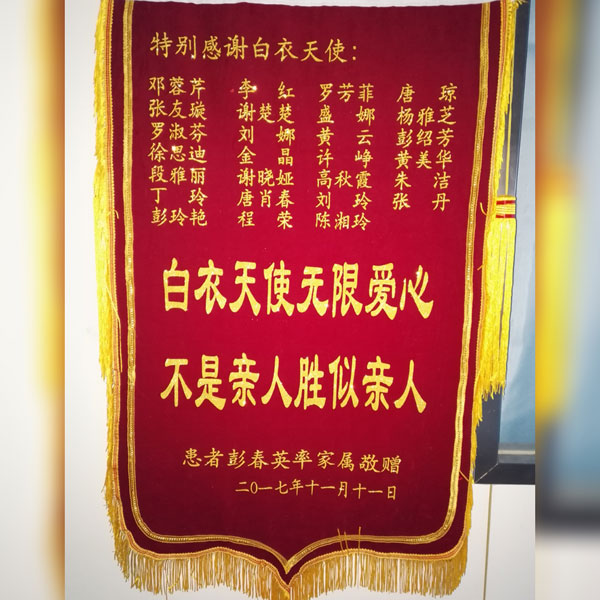 特别感谢白衣天使：
邓蓉芹 李 红 罗芳菲 唐 琼
张友璇 谢楚楚 盛 娜 杨雅芝
罗淑芬 刘 娜 黄 云 彭绍芳
徐思迪 金 晶 许 峥 黄美华
段雅丽 谢晓娅 高秋霞 朱 洁
丁 玲 唐肖春 刘 玲 张 丹
彭玲艳 程 荣 陈湘玲
白衣天使无限爱心
不是亲人胜似亲人
患者彭春英率家属敬赠
二〇一七年十一月十一日